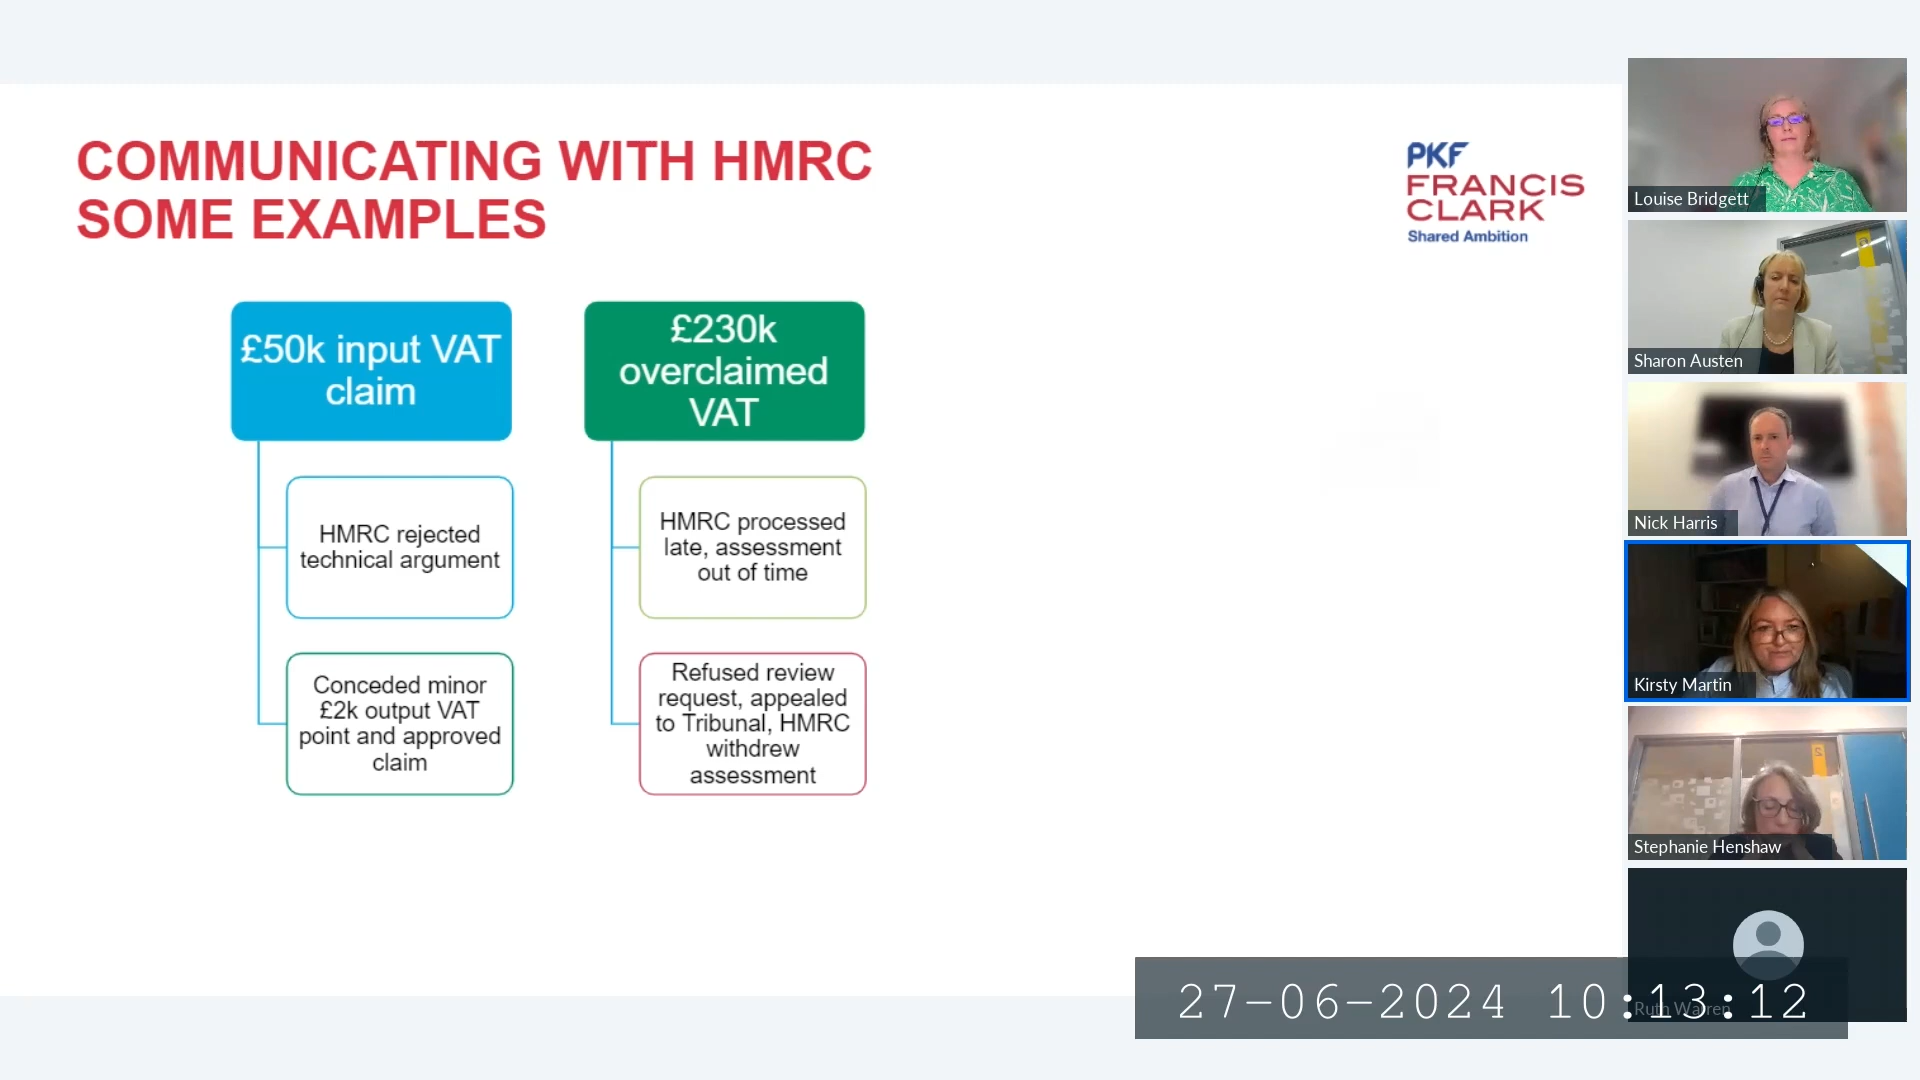 COMMUNICATING WITH HMRC
SOME EXAMPLES
PKF
FRANCIS
CLARK
Shared Ambition
£50k input VAT
claim
HMRC rejected
technical argument
Conceded minor
£2k output VAT
point and approved
claim
£230k
overclaimed
VAT
HMRC processed
late, assessment
out of time
Refused review
request, appealed
to Tribunal, HMRC
withdrew
assessment
Louise Bridgett
Sharon Austen
Nick Harris
Kirsty Martin
Stephanie Henshaw
Ruth Warren
27-06-2024 10:13:12